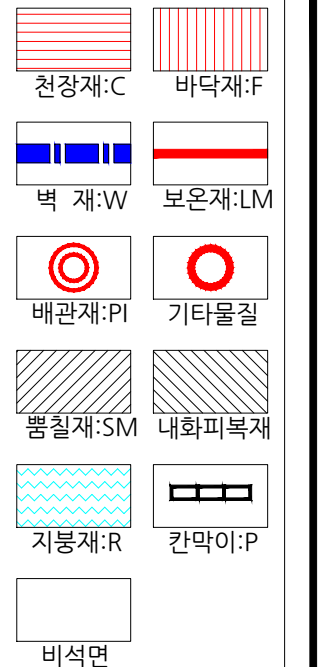 천장재:C 바닥재:F
벽 재:W 보온재:LM
배관재:PI 기타물질
뿜칠재:SM 내화피복재
지붕재:R 칸막이:P
비석면